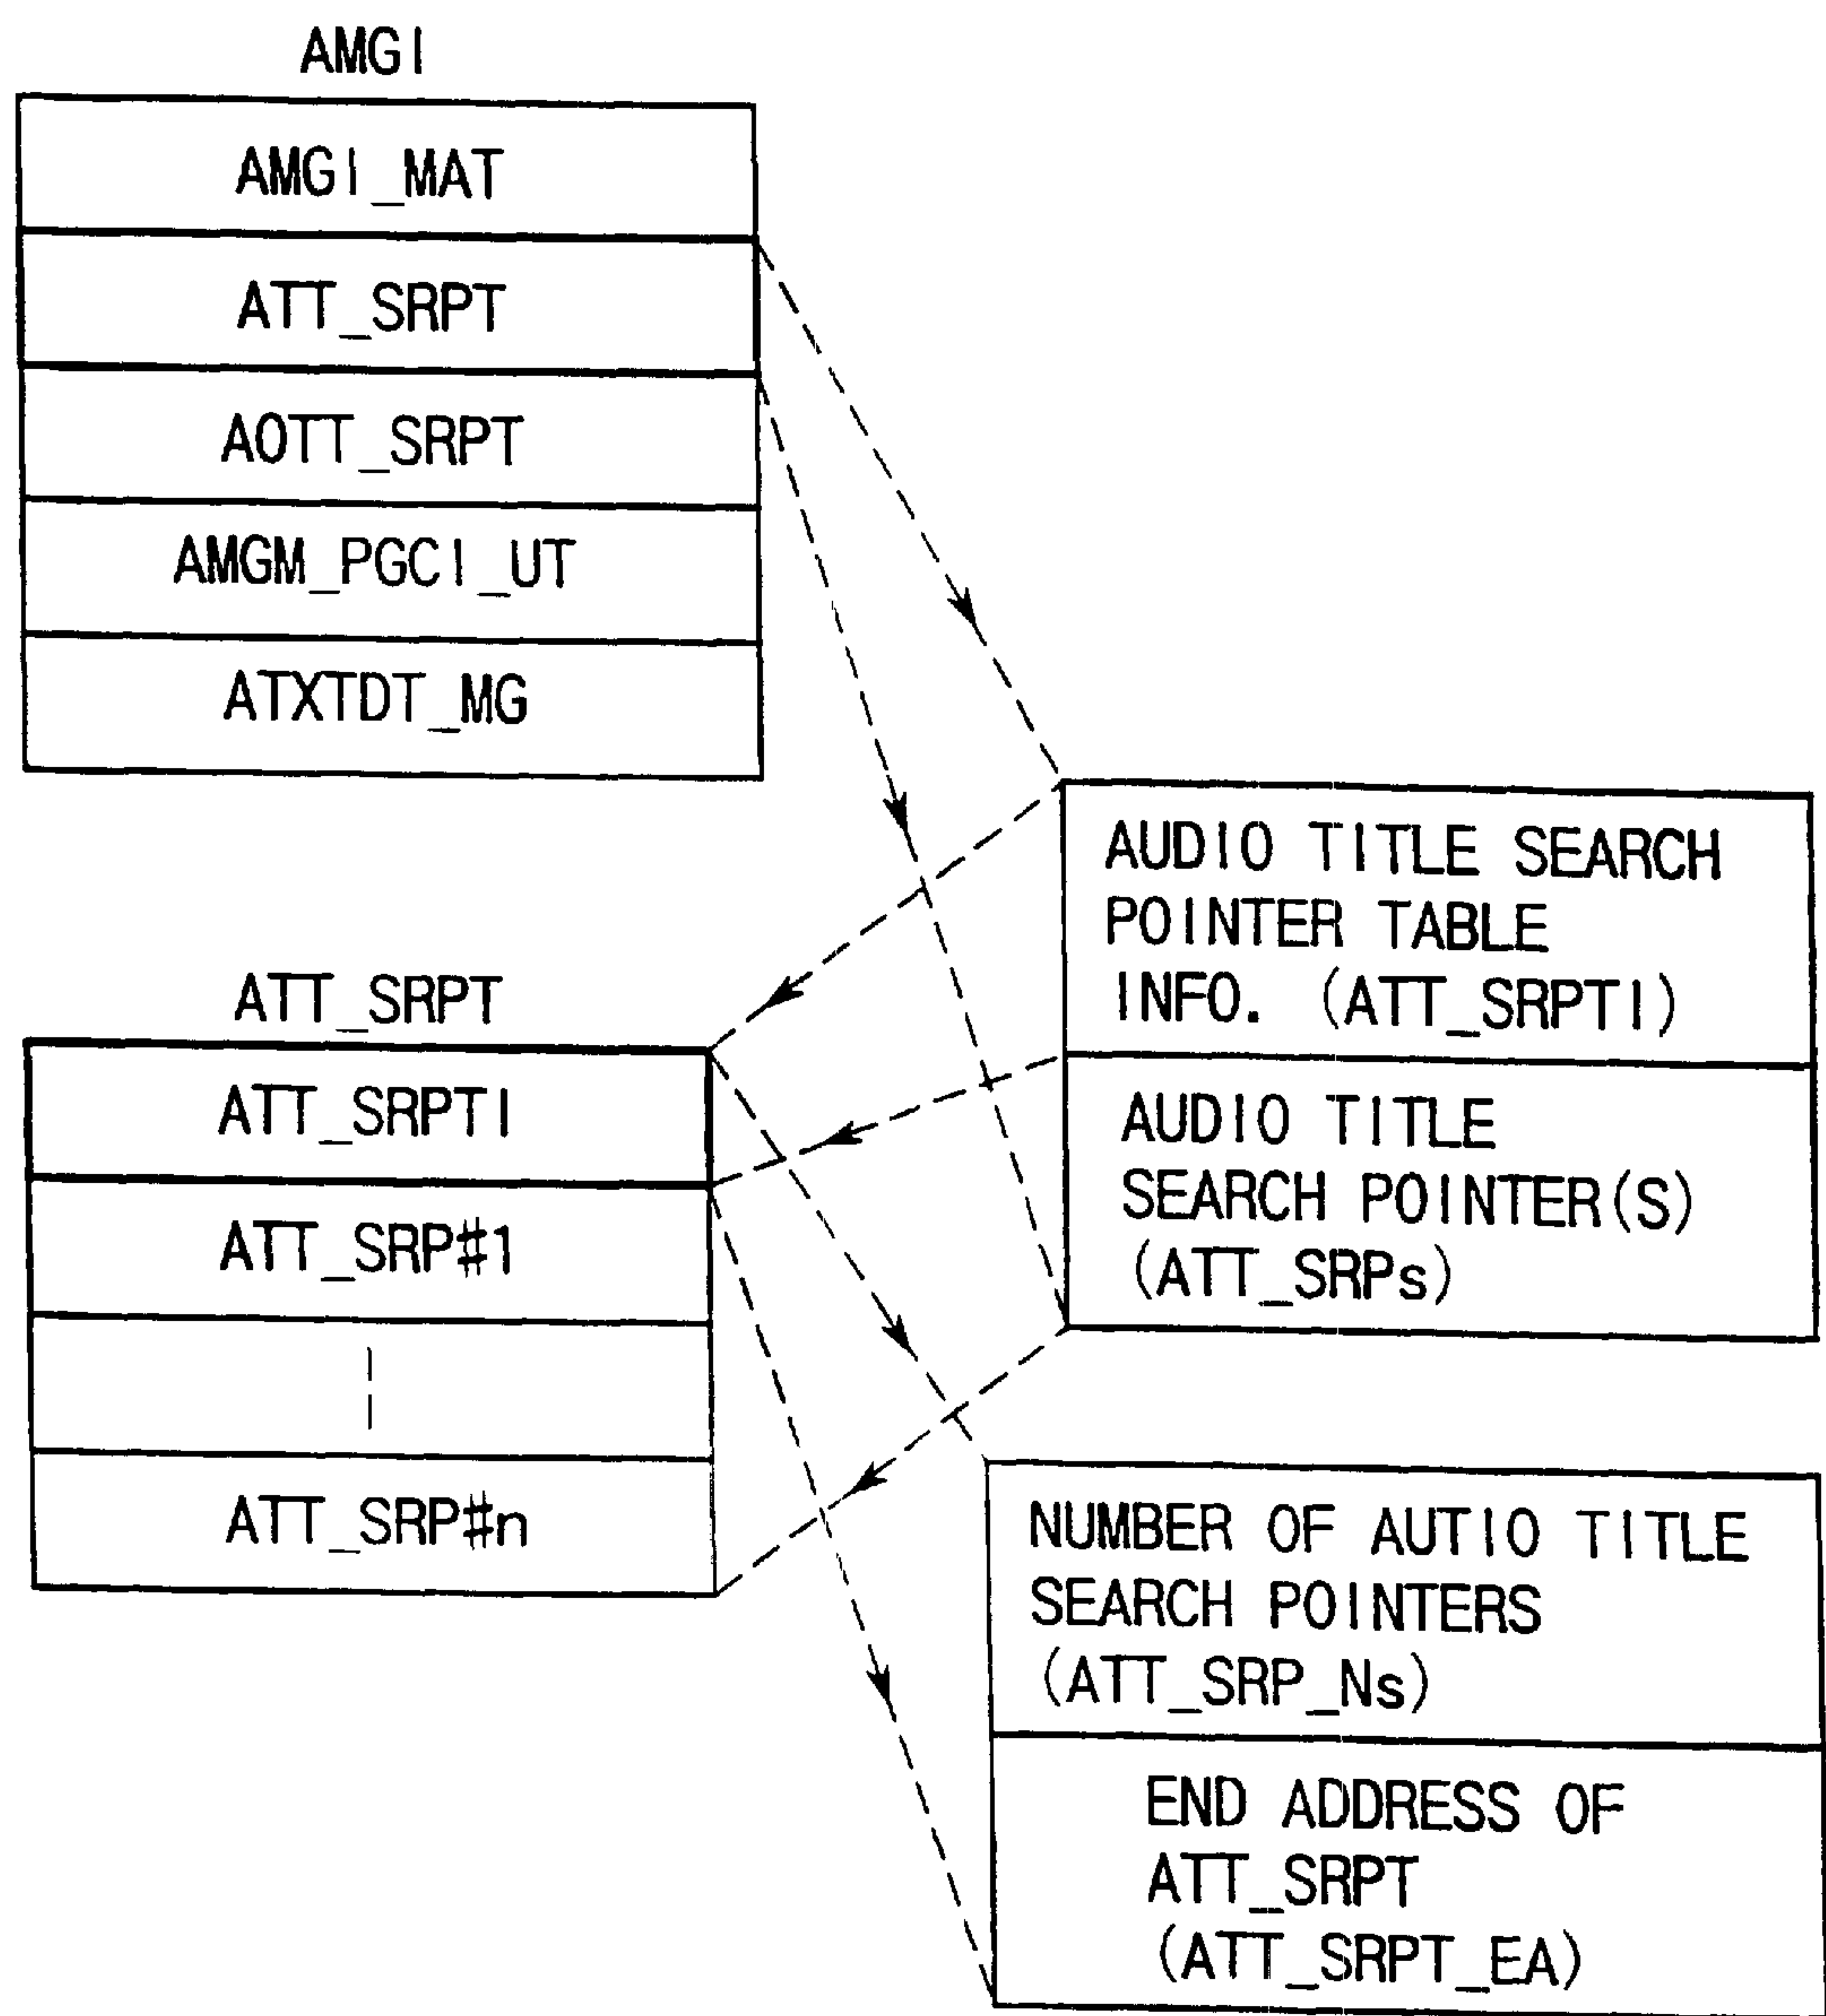 AMGI
AMGI_MAT
ATT_SRPT
AOTT_SRPT
AMGM_PGCI_UT
ATXTDT_MG
AUDIO TITLE SEARCH
POINTER TABLE
INFO. (ATT_SRPTI)
AUDIO TITLE
SEARCH POINTER(S)
(ATT_SRPs)
ATT_SRPT
ATT_SRPTI
ATT_SRP#1
ATT_SRP#n
NUMBER OF AUTIO TITLE
SEARCH POINTERS
(ATT_SRP_Ns)
END ADDRESS OF
ATT_SRPT
(ATT_SRPT_EA)